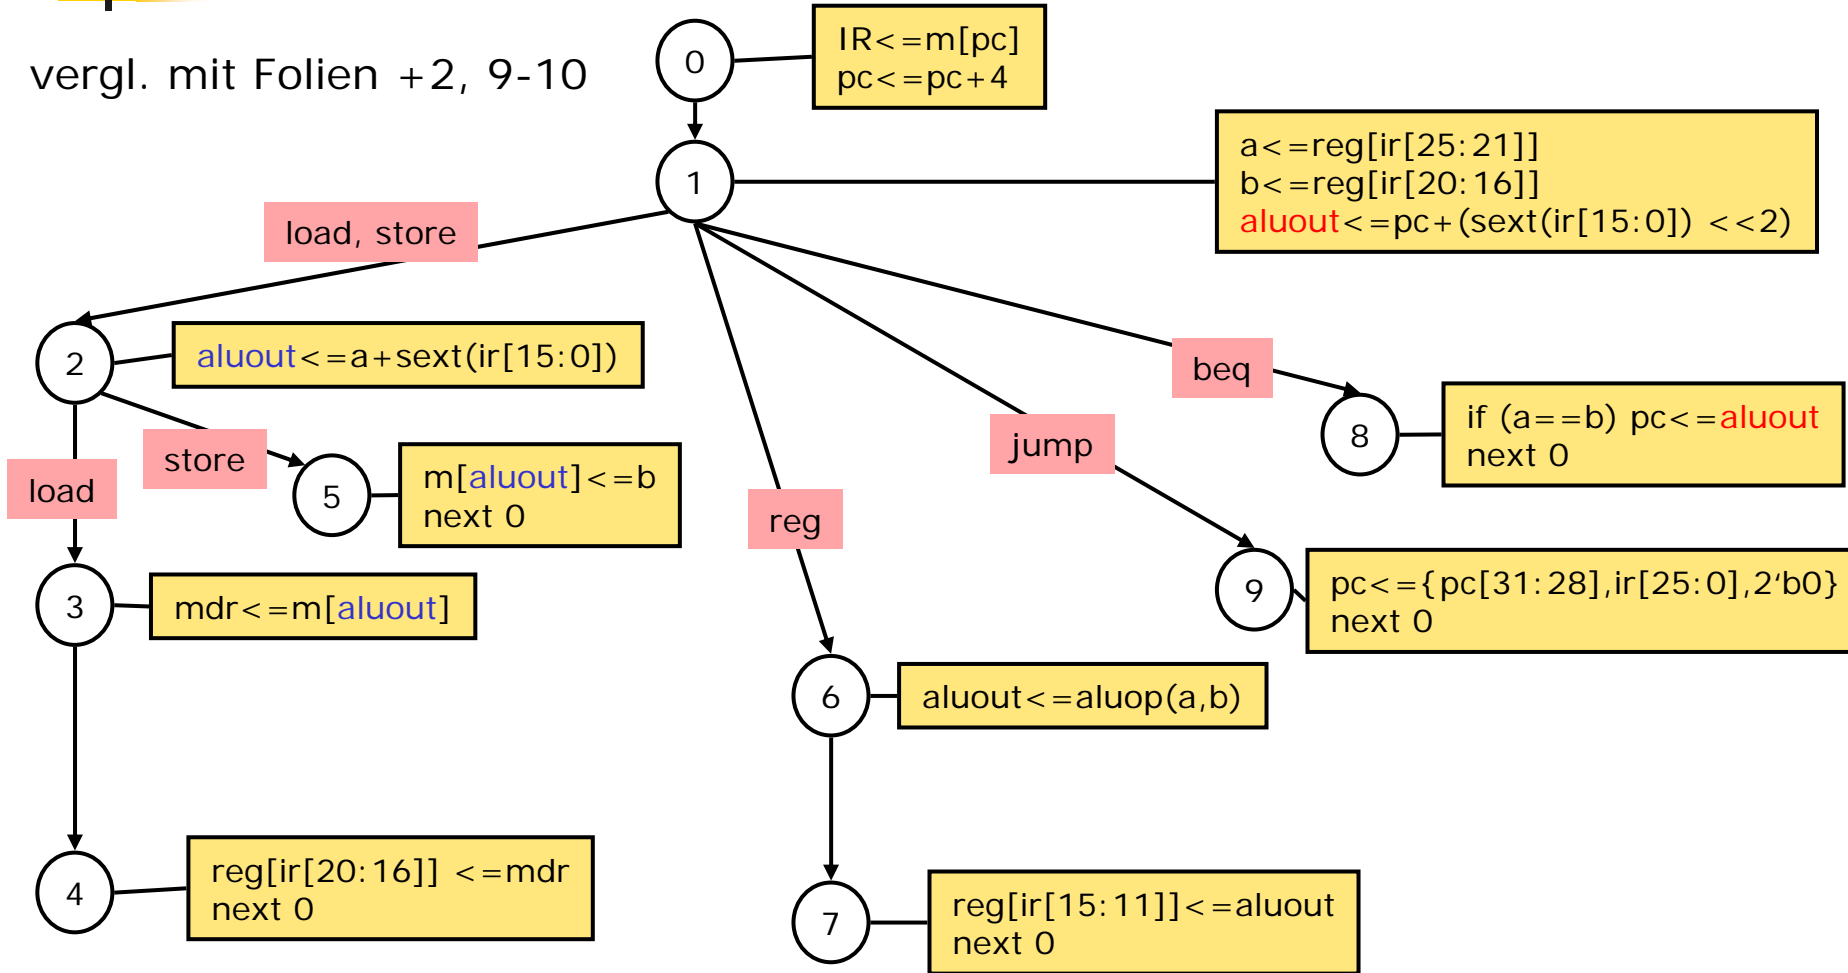 vergl. mit Folien +2, 9-10
0
IR<=m[pc]
pc<=pc+4
1
a<=reg[ir[25:21]]
b<=reg[ir[20:16]]
aluout<=pc+(sext(ir[15:0]) <<2)
load, store
2
aluout<=a+sext(ir[15:0])
beq
8
if (a==b) pc<=aluout
next 0
store
load
5
m[aluout]<=b
next 0
jump
reg
3
mdr<=m[aluout]
9
pc<={pc[31:28],ir[25:0],2‘b0}
next 0
6
aluout<=aluop(a,b)
4
reg[ir[20:16]] <=mdr
next 0
7
reg[ir[15:11]]<=aluout
next 0